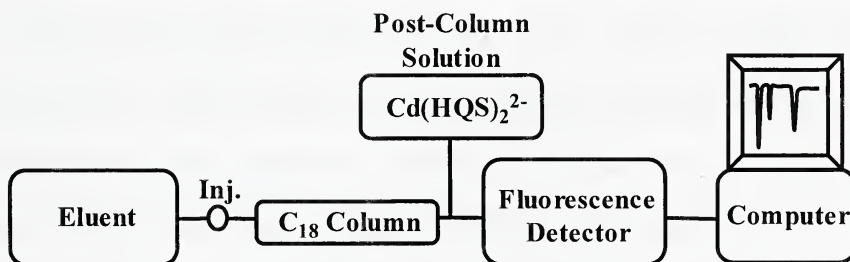 Post-Column
Solution
Cd(HQS)₂²⁻
Inj.
Eluent
C₁₈ Column
Fluorescence
Detector
Computer